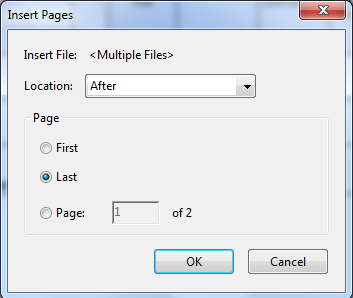 Insert Pages
Insert File: <Multiple Files>
Location: After
Page
First
Last
Page: 1 of 2
OK Cancel